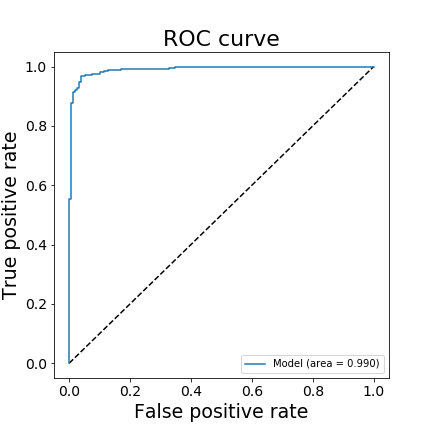 ROC curve
True positive rate
1.0
0.8
0.6
0.4
0.2
0.0
Model (area = 0.990)
0.0 0.2 0.4 0.6 0.8 1.0
False positive rate